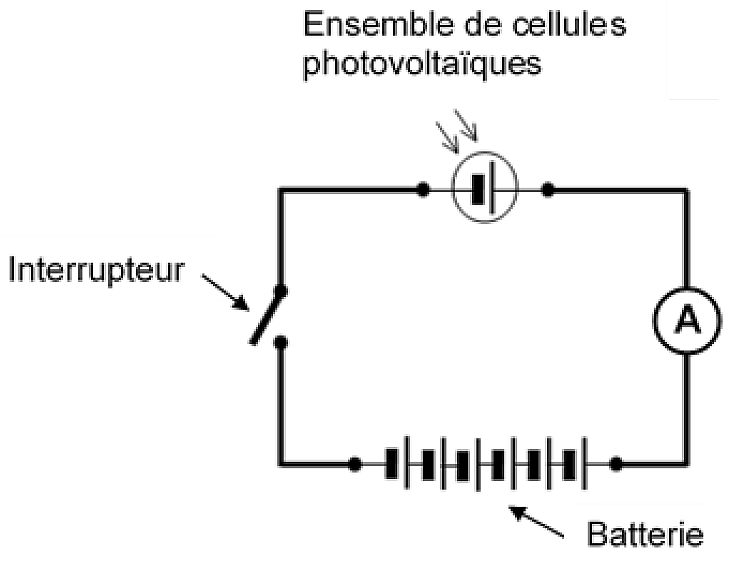 Ensemble de cellules
photovoltaïques
Interrupteur
A
Batterie